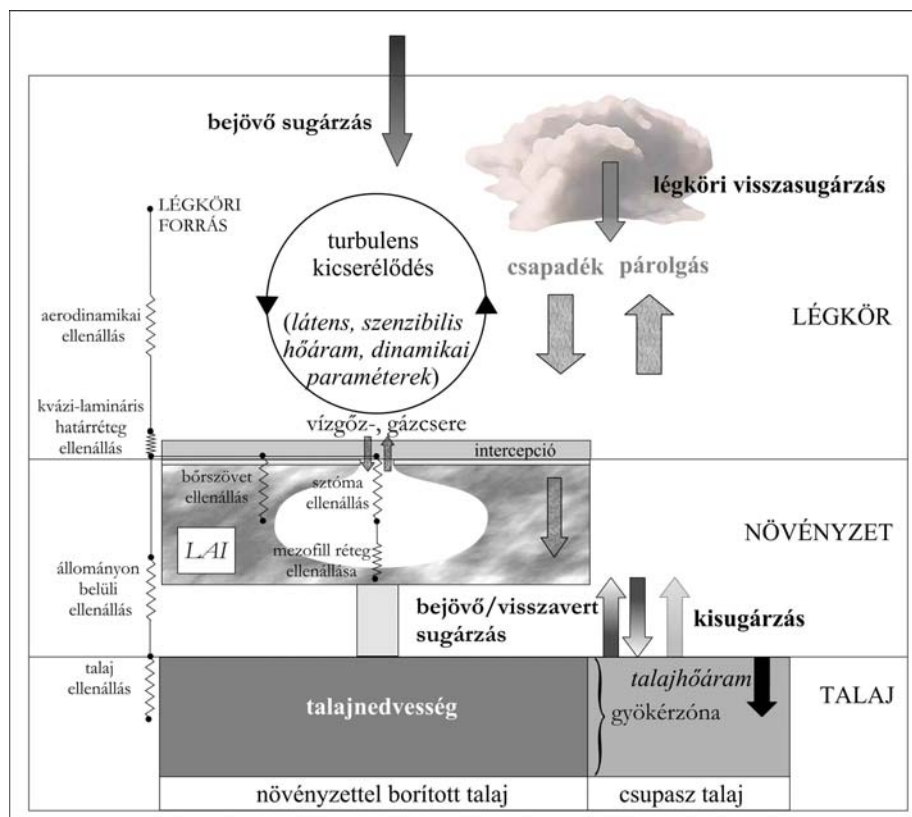 bejövő sugárzás
légköri visszasugárzás
LÉGKÖRI
FORRÁS
turbulens
kicserélődés
csapadék
párolgás
aerodinamikai
ellenállás
(látens, szenzibilis
hőáram, dinamikai
paraméterek)
LÉGKÖR
kvázi-lamináris
határréteg
ellenállás
vízgőz-, gázcsere
intercepció
bőrszövet
ellenállás
sztóma
ellenállás
LAI
mezofill réteg
ellenállása
NÖVÉNYZET
állományon
belüli
ellenállás
bejövő/visszavert
sugárzás
kisugárzás
talaj
ellenállás
talajnedvesség
talajhőáram
gyökérzóna
TALAJ
növényzettel borított talaj
csupasz talaj